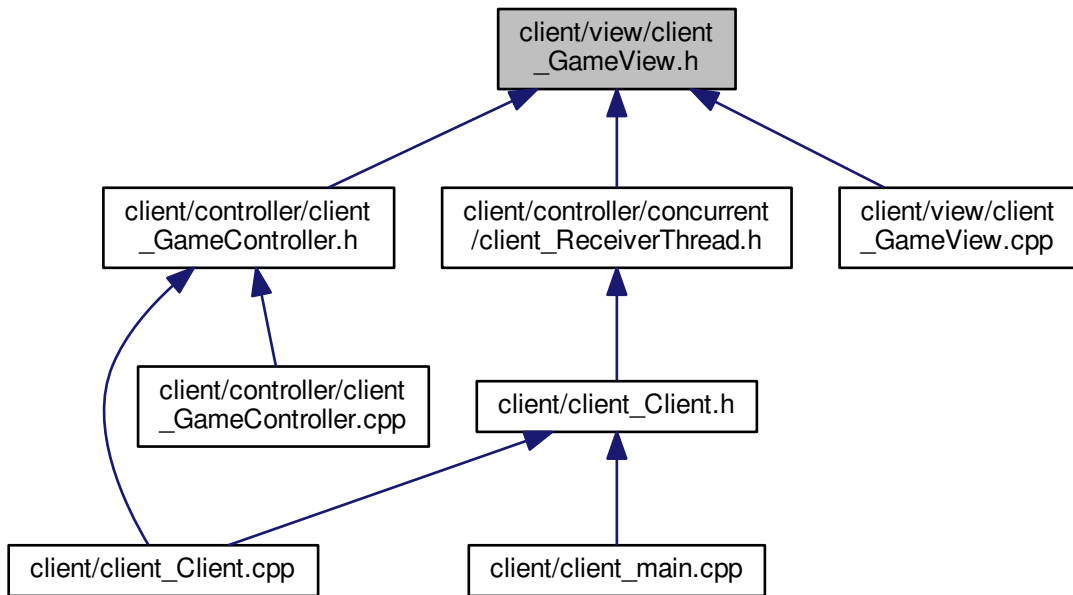 client/view/client
_GameView.h
client/controller/client
_GameController.h
client/controller/concurrent
/client_ReceiverThread.h
client/view/client
_GameView.cpp
client/controller/client
_GameController.cpp
client/client_Client.h
client/client_Client.cpp
client/client_main.cpp